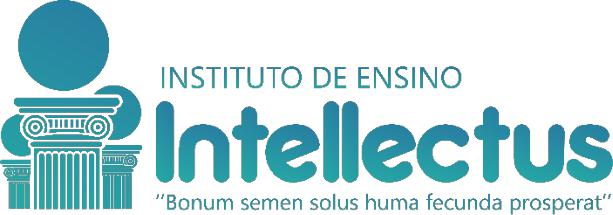 INSTITUTO DE ENSINO
Intellectus
"Bonum semen solus huma fecunda prosperat"